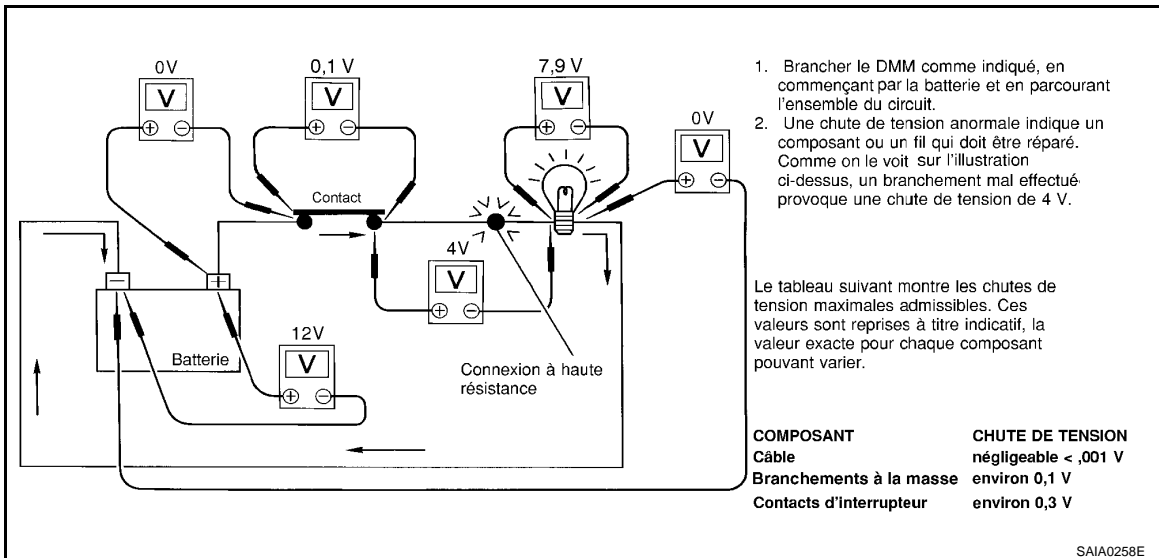 0V
0,1 V
7,9 V
0V
V
V
V
V
Contact
4V
V
12V
V
Batterie
Connexion à haute
résistance
1. Brancher le DMM comme indiqué, en
commençant par la batterie et en parcourant
l'ensemble du circuit.
2. Une chute de tension anormale indique un
composant ou un fil qui doit être réparé.
Comme on le voit sur l'illustration
ci-dessus, un branchement mal effectué
provoque une chute de tension de 4 V.
Le tableau suivant montre les chutes de
tension maximales admissibles. Ces
valeurs sont reprises à titre indicatif, la
valeur exacte pour chaque composant
pouvant varier.
COMPOSANT CHUTE DE TENSION
Câble négligeable < ,001 V
Branchements à la masse environ 0,1 V
Contacts d'interrupteur environ 0,3 V
SAIA0258E